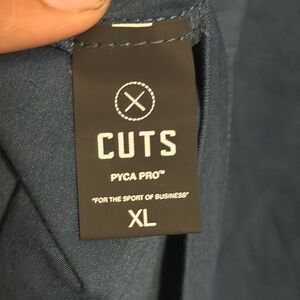 CUTS
PYCA PRO™
"FOR THE SPORT OF BUSINESS"
XL